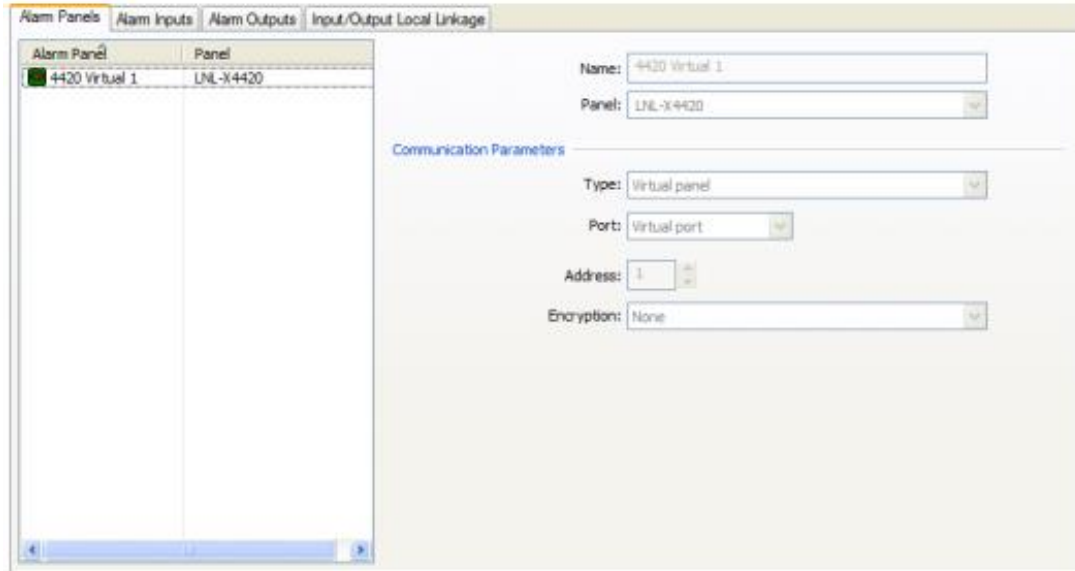 Alarm Panels Alarm Inputs Alarm Outputs Input/Output Local Linkage
Alarm Panel Panel
4420 Virtual 1 LNL-X4420
Name: 4420 Virtual 1
Panel: LNL-X4420
Communication Parameters
Type: Virtual panel
Port: Virtual port
Address: 1
Encryption: None